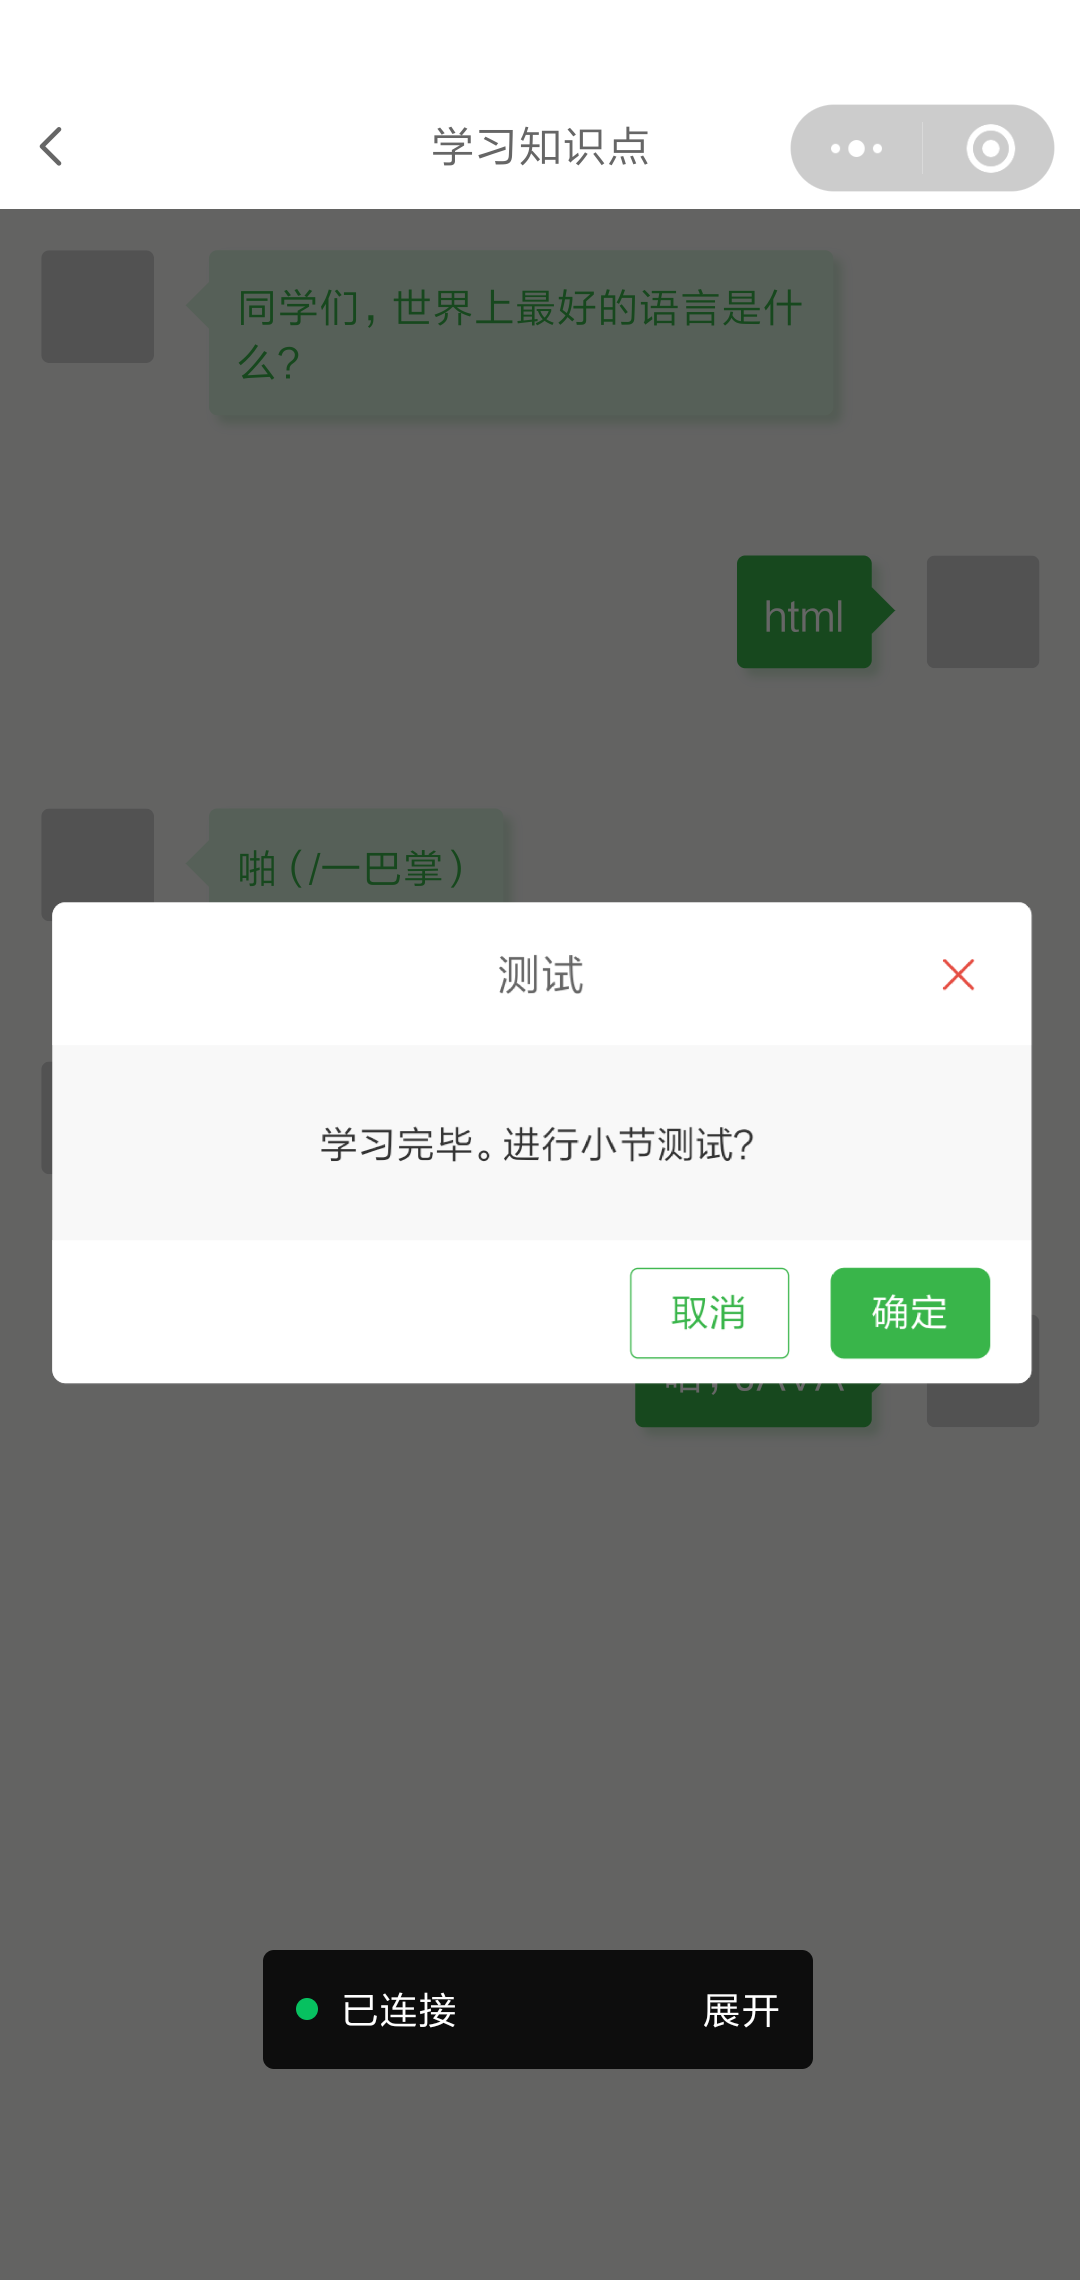 学习知识点
同学们，世界上最好的语言是什
么？
html
啪（/一巴掌）
测试
学习完毕。进行小节测试？
取消
确定
已连接
展开